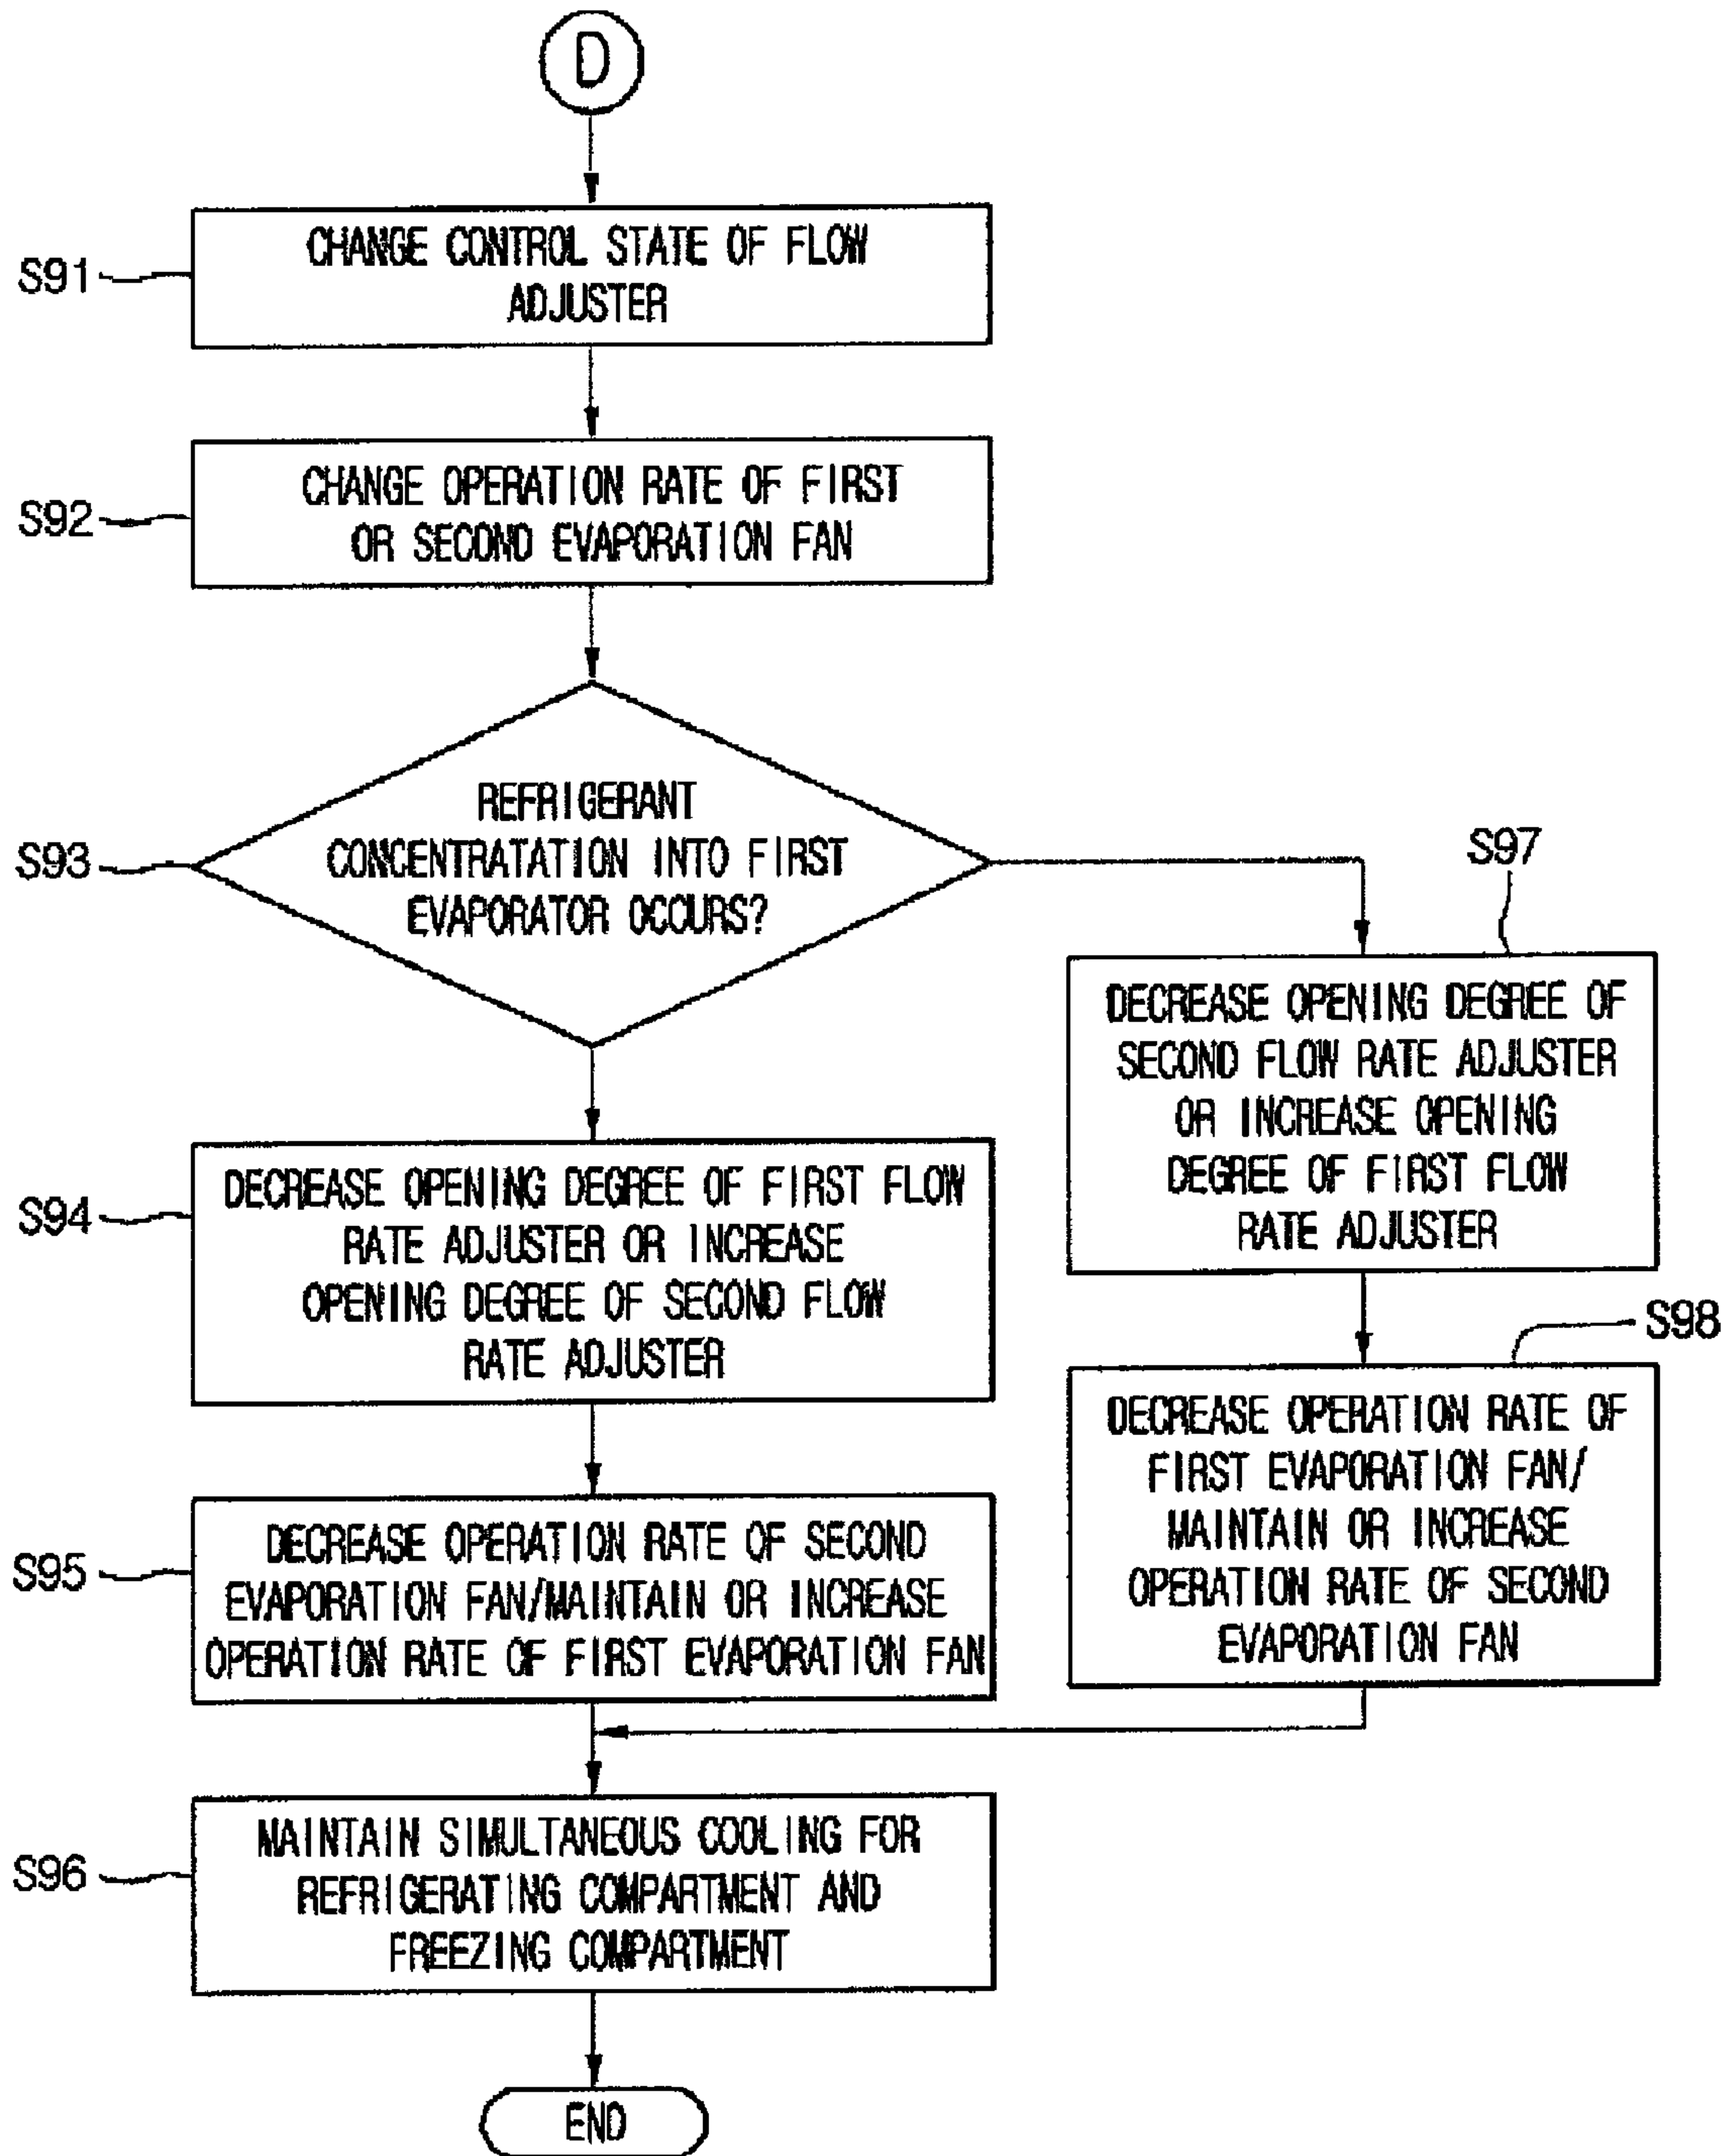 D
S91
CHANGE CONTROL STATE OF FLOW
ADJUSTER
S92
CHANGE OPERATION RATE OF FIRST
OR SECOND EVAPORATION FAN
S93
REFRIGERANT
CONCENTRATATION INTO FIRST
EVAPORATOR OCCURS?
S94
DECREASE OPENING DEGREE OF FIRST FLOW
RATE ADJUSTER OR INCREASE
OPENING DEGREE OF SECOND FLOW
RATE ADJUSTER
S95
DECREASE OPERATION RATE OF SECOND
EVAPORATION FAN/MAINTAIN OR INCREASE
OPERATION RATE OF FIRST EVAPORATION FAN
S97
DECREASE OPENING DEGREE OF
SECOND FLOW RATE ADJUSTER
OR INCREASE OPENING
DEGREE OF FIRST FLOW
RATE ADJUSTER
S98
DECREASE OPERATION RATE OF
FIRST EVAPORATION FAN/
MAINTAIN OR INCREASE
OPERATION RATE OF SECOND
EVAPORATION FAN
S96
MAINTAIN SIMULTANEOUS COOLING FOR
REFRIGERATING COMPARTMENT AND
FREEZING COMPARTMENT
END